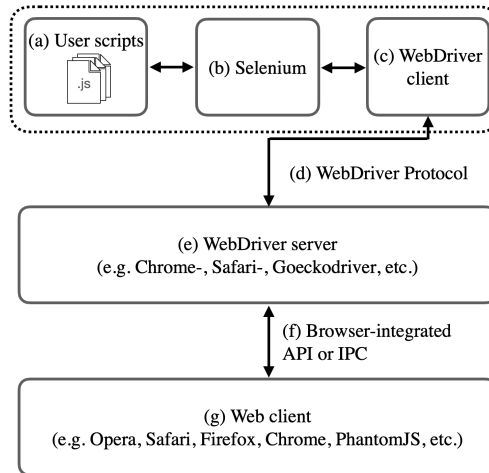 (a) User scripts
.js
(b) Selenium
(c) WebDriver
client
(d) WebDriver Protocol
(e) WebDriver server
(e.g. Chrome-, Safari-, Goeckodriver, etc.)
(f) Browser-integrated
API or IPC
(g) Web client
(e.g. Opera, Safari, Firefox, Chrome, PhantomJS, etc.)